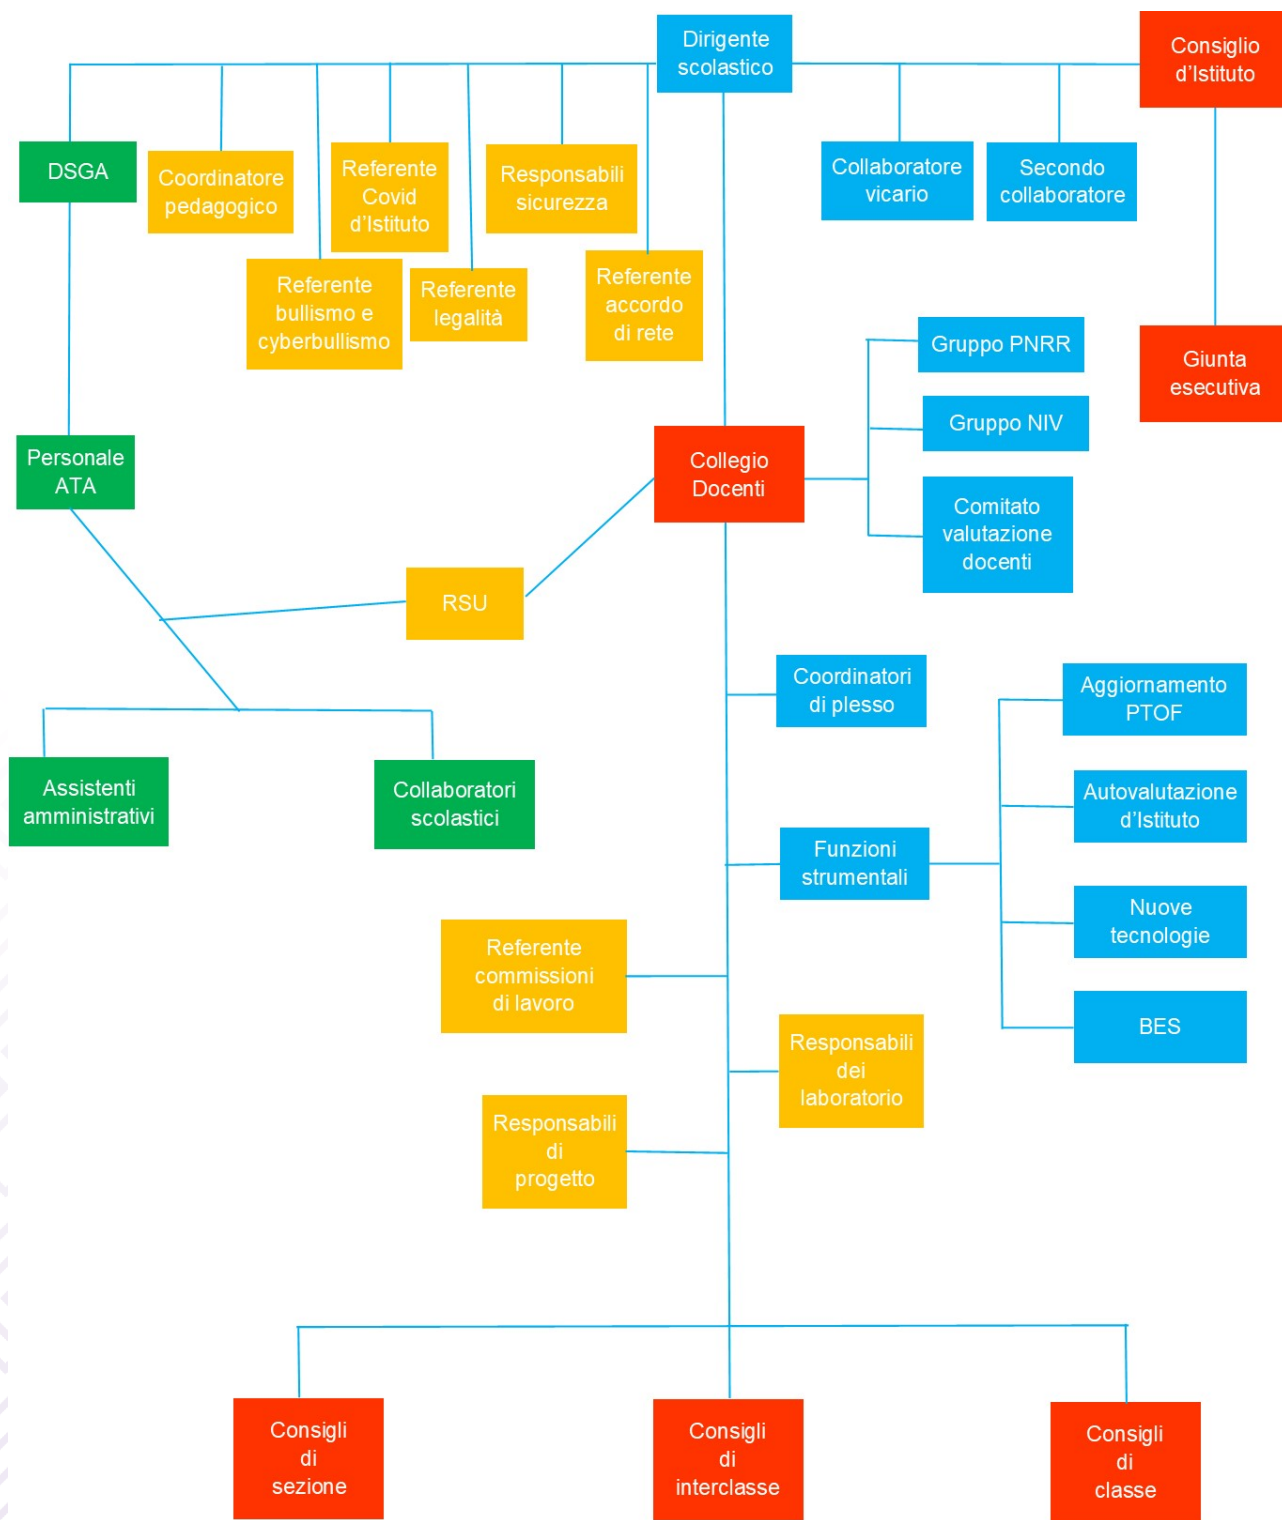 Dirigente
scolastico
Consiglio
d'Istituto
DSGA
Coordinatore
pedagogico
Referente
Covid
d'Istituto
Responsabili
sicurezza
Collaboratore
vicario
Secondo
collaboratore
Referente
bullismo e
cyberbullismo
Referente
legalità
Referente
accordo
di rete
Gruppo PNRR
Giunta
esecutiva
Gruppo NIV
Personale
ATA
Collegio
Docenti
Comitato
valutazione
docenti
RSU
Coordinatori
di plesso
Aggiornamento
PTOF
Assistenti
amministrativi
Collaboratori
scolastici
Autovalutazione
d'Istituto
Funzioni
strumentali
Nuove
tecnologie
Referente
commissioni
di lavoro
BES
Responsabili
dei
laboratorio
Responsabili
di
progetto
Consigli
di
sezione
Consigli
di
interclasse
Consigli
di
classe